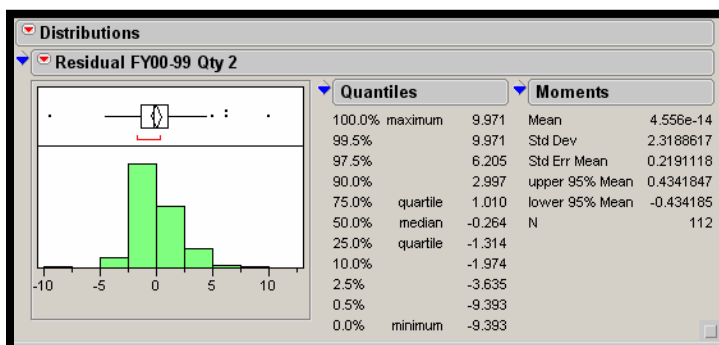 Distributions
Residual FY00-99 Qty 2
-10 -5 0 5 10
Quantiles
100.0% maximum 9.971
99.5% 9.971
97.5% 6.205
90.0% 2.997
75.0% quartile 1.010
50.0% median -0.264
25.0% quartile -1.314
10.0% -1.974
2.5% -3.635
0.5% -9.393
0.0% minimum -9.393
Moments
Mean 4.556e-14
Std Dev 2.3188617
Std Err Mean 0.2191118
upper 95% Mean 0.4341847
lower 95% Mean -0.434185
N 112